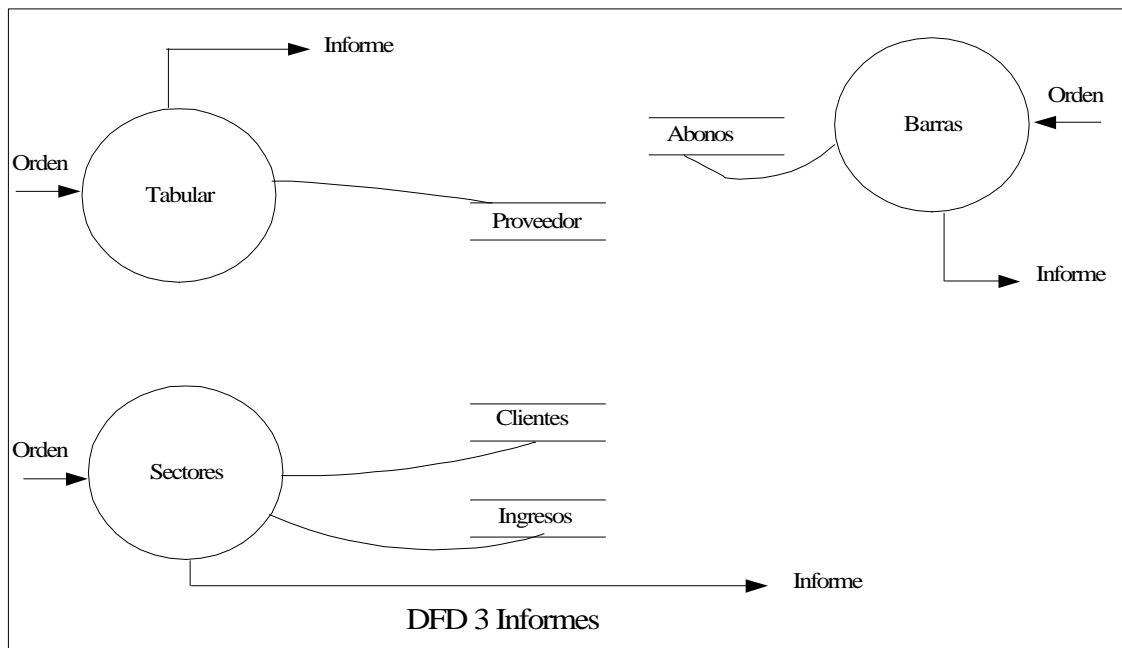 Informe
Orden
Tabular
Proveedor
Abonos
Barras
Orden
Informe
Orden
Sectores
Clientes
Ingresos
Informe
DFD 3 Informes